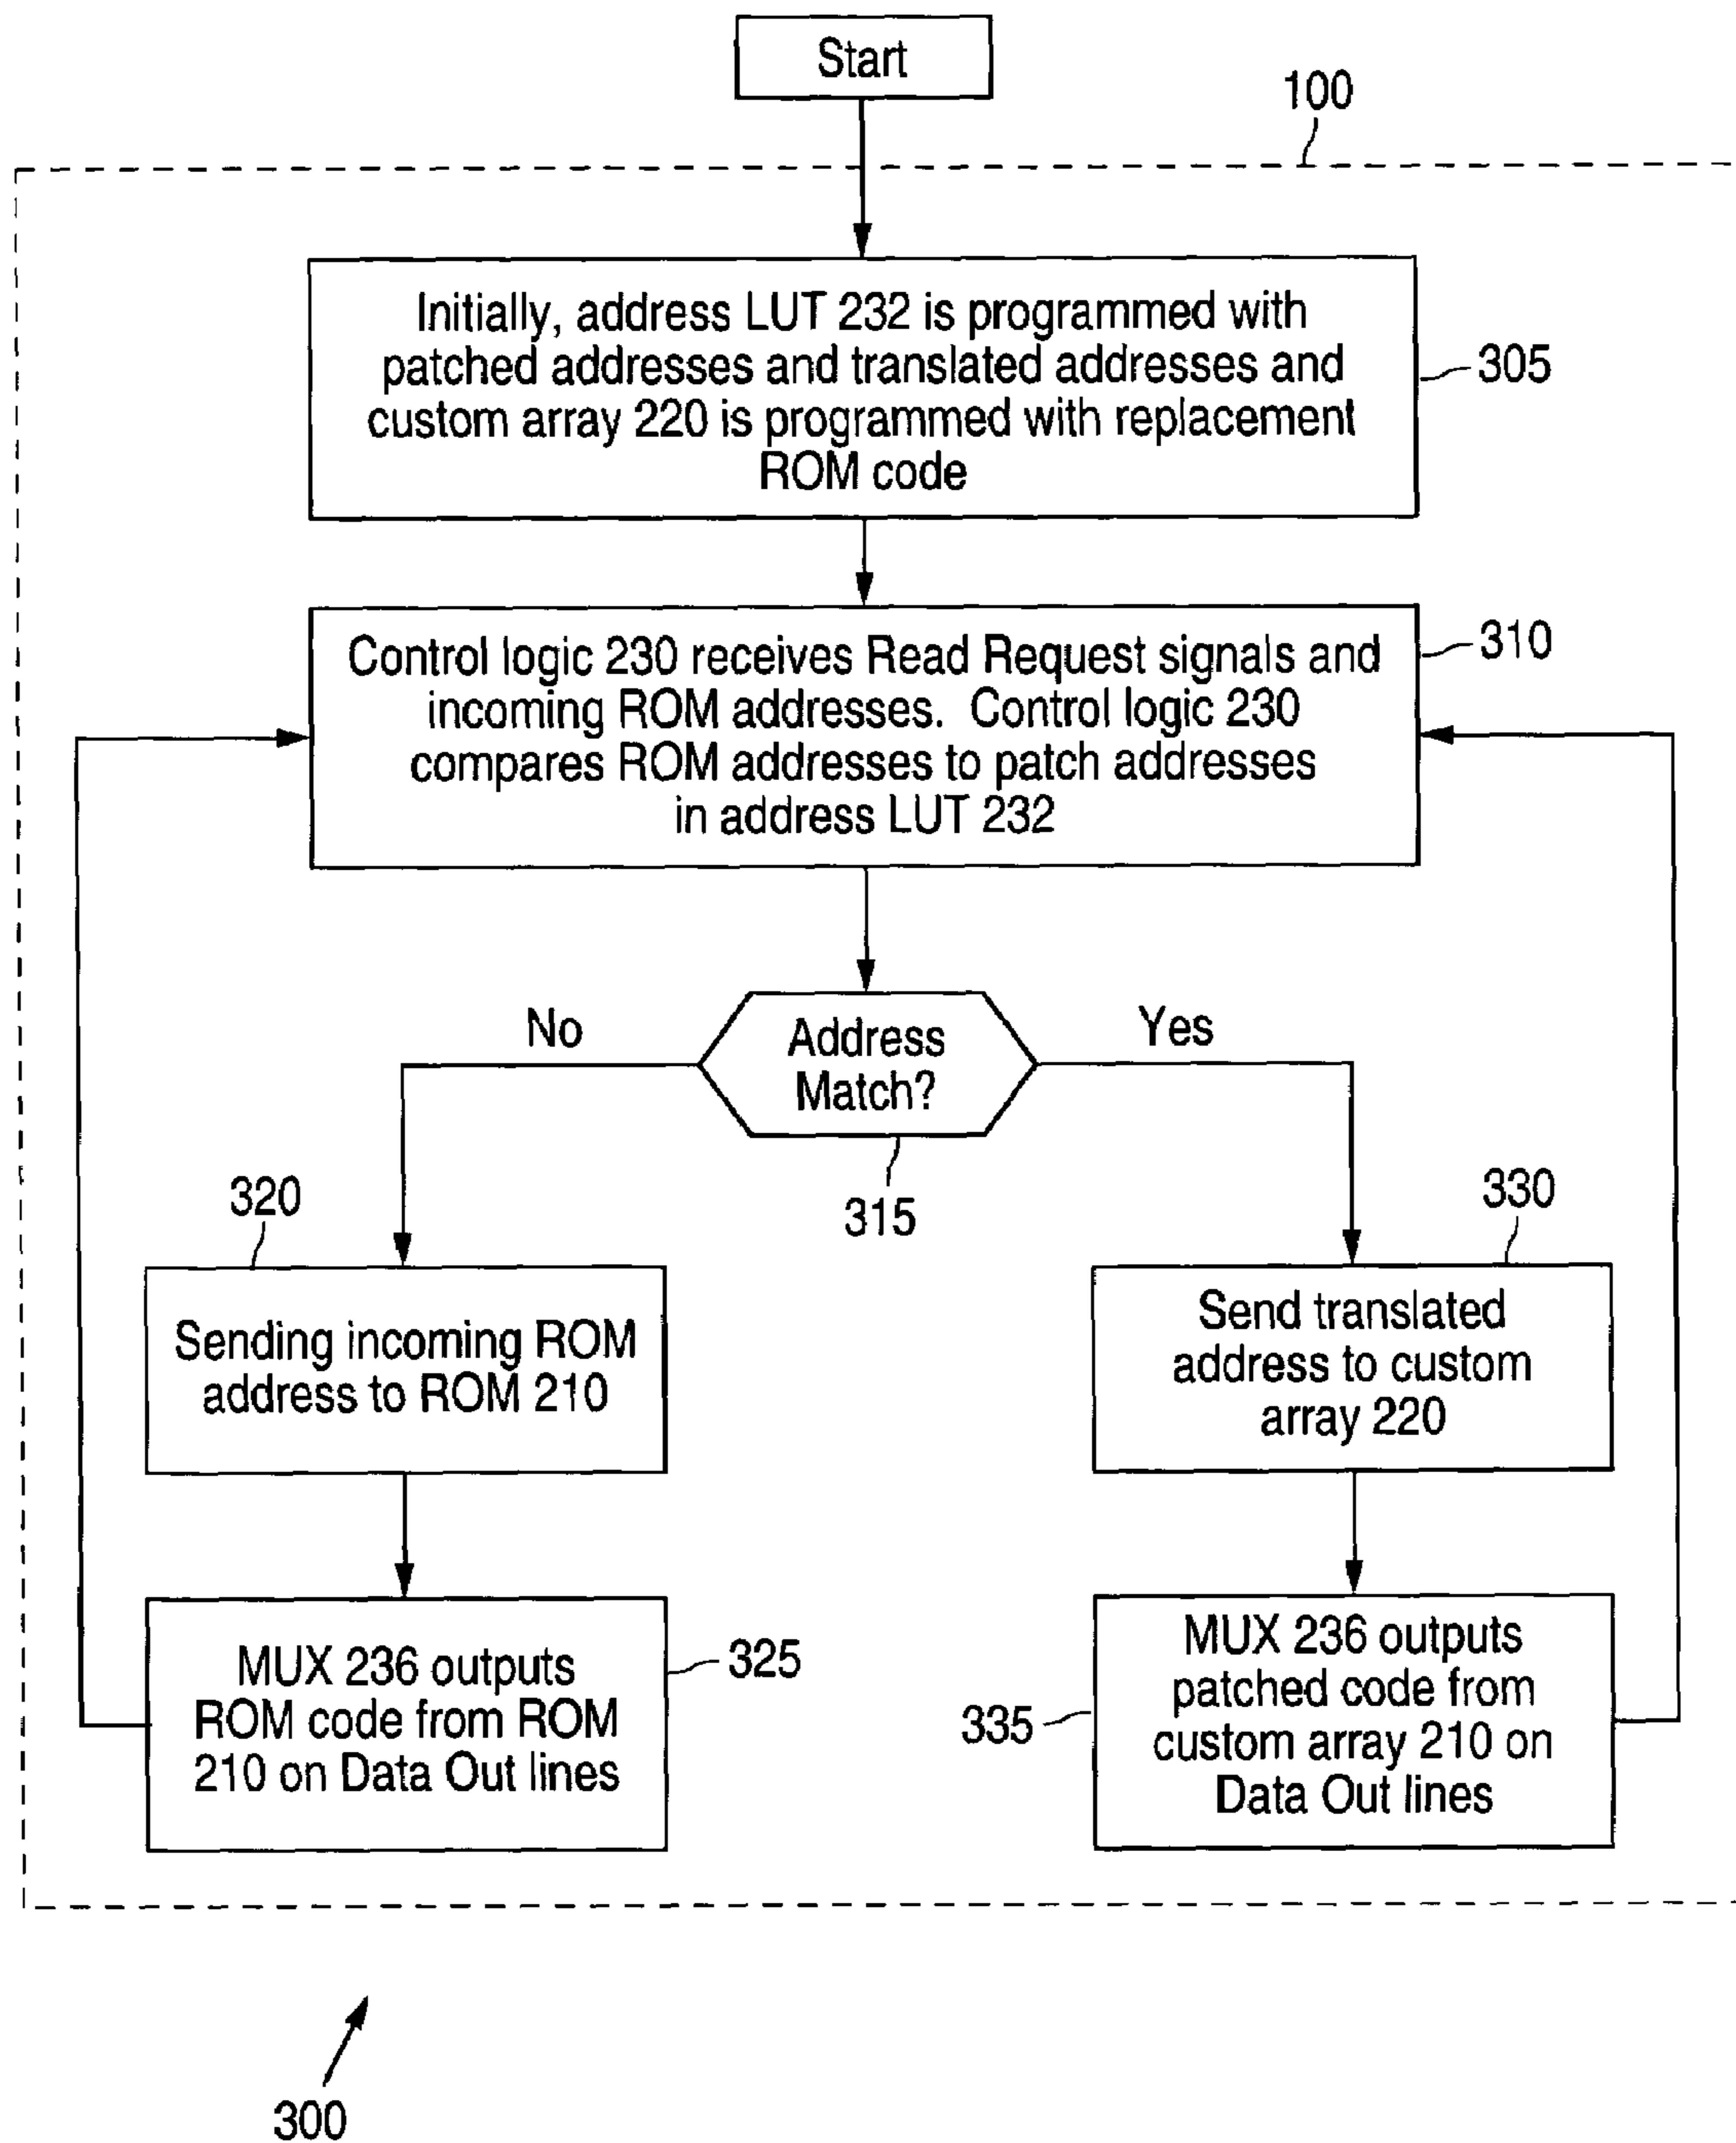 Start
100
Initially, address LUT 232 is programmed with
patched addresses and translated addresses and
custom array 220 is programmed with replacement
ROM code
305
Control logic 230 receives Read Request signals and
incoming ROM addresses. Control logic 230
compares ROM addresses to patch addresses
in address LUT 232
310
No
Address
Match?
Yes
315
320
Sending incoming ROM
address to ROM 210
330
Send translated
address to custom
array 220
MUX 236 outputs
ROM code from ROM
210 on Data Out lines
325
335
MUX 236 outputs
patched code from
custom array 210 on
Data Out lines
300